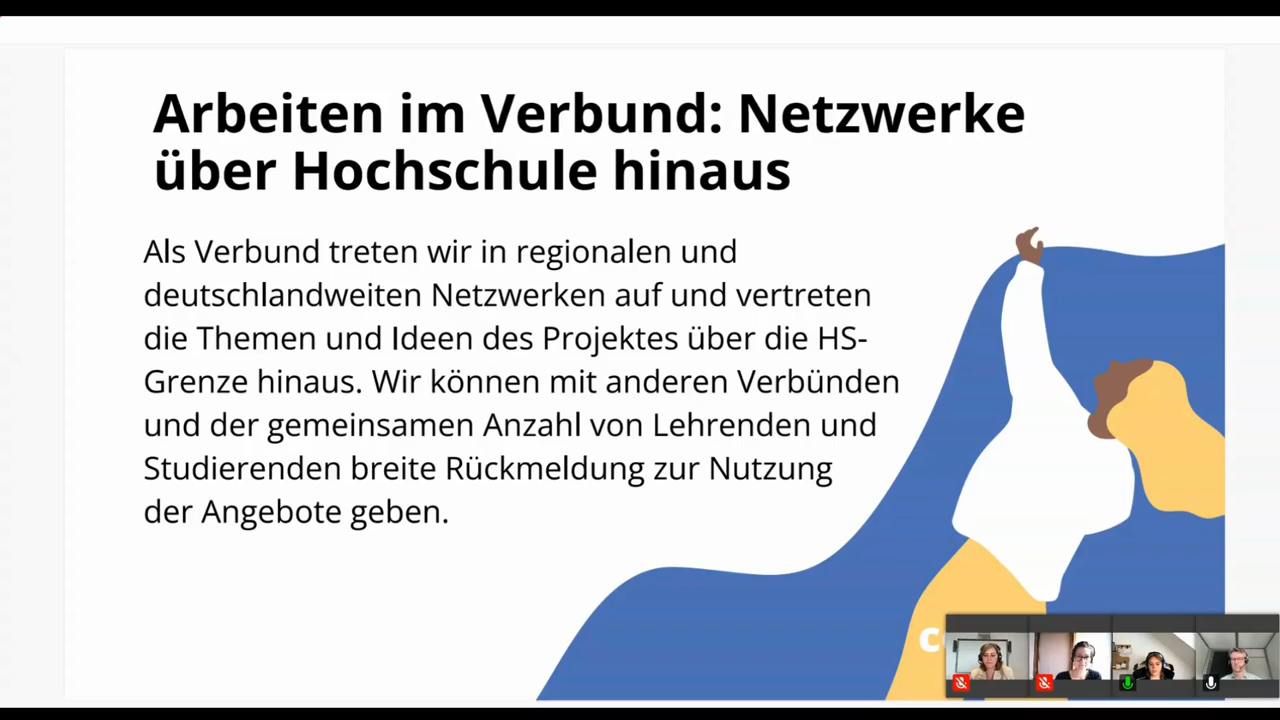 Arbeiten im Verbund: Netzwerke
über Hochschule hinaus
Als Verbund treten wir in regionalen und
deutschlandweiten Netzwerken auf und vertreten
die Themen und Ideen des Projektes über die HS-
Grenze hinaus. Wir können mit anderen Verbünden
und der gemeinsamen Anzahl von Lehrenden und
Studierenden breite Rückmeldung zur Nutzung
der Angebote geben.